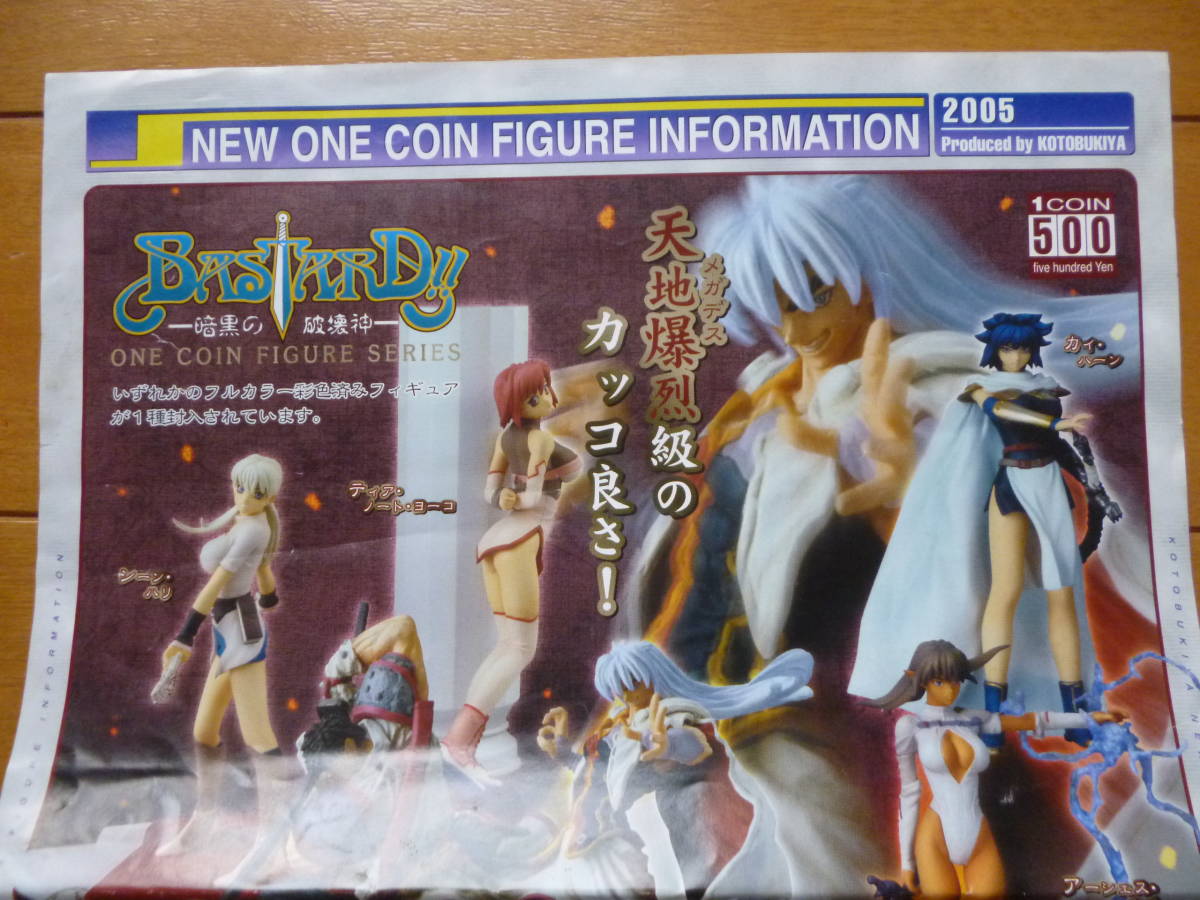 NEW ONE COIN FIGURE INFORMATION
2005
Produced by KOTOBUKIYA
BASTARD!!
―暗黒の破壊神―
ONE COIN FIGURE SERIES
いずれかのフルカラー彩色済みフィギュア
が1種封入されています。
1COIN
500
five hundred Yen
天地爆烈級の
メガデス
カッコ良さ!
カイ・
ハーン
ディア・
ノート・ヨーコ
シーン・
ハリ
アーシェス・
INFORMATION
KOTOBUKIYA